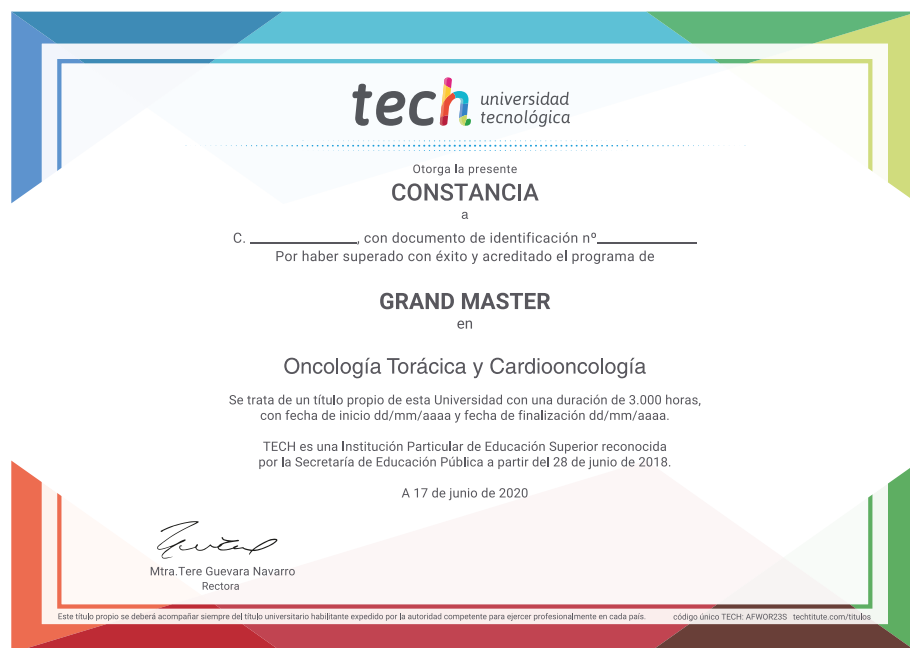 tech universidad
tecnológica
Otorga la presente
CONSTANCIA
a
C. ____________, con documento de identificación nº____________
Por haber superado con éxito y acreditado el programa de
GRAND MASTER
en
Oncología Torácica y Cardiooncología
Se trata de un título propio de esta Universidad con una duración de 3.000 horas,
con fecha de inicio dd/mm/aaaa y fecha de finalización dd/mm/aaaa.
TECH es una Institución Particular de Educación Superior reconocida
por la Secretaría de Educación Pública a partir del 28 de junio de 2018.
A 17 de junio de 2020
Mtra.Tere Guevara Navarro
Rectora
Este título propio se deberá acompañar siempre del título universitario habilitante expedido por la autoridad competente para ejercer profesionalmente en cada país. código único TECH: AFWOR23S techtitute.com/titulos